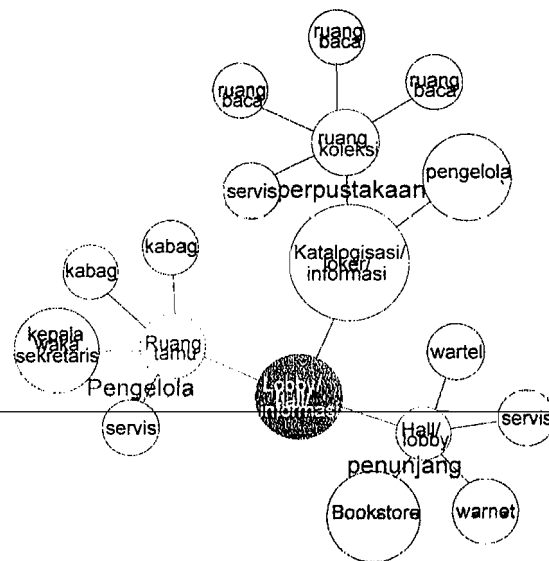 ruang
baca
ruang
baca
ruang
baca
ruang
koleksi
servis
perpustakaan
pengelola
Katalogisasi/
loker/
informasi
kabag
kabag
kepala
waka
sekretaris
Ruang
tamu
Pengelola
servis
Lobby/
Hall/
informasi
wartel
servis
Hall/
lobby
penunjang
Bookstore
warnet